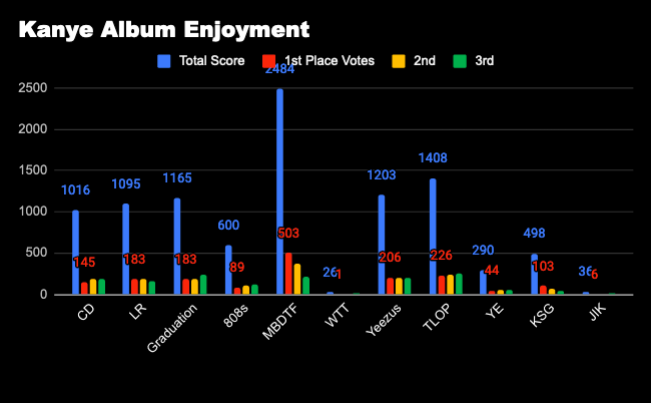 Kanye Album Enjoyment
Total Score 1st Place Votes 2nd 3rd
2500
2000
1500
1000
500
0
1016 1095 1165 600 2484 26 1203 1408 290 498 36
145 183 183 89 503 1 206 226 44 103 6
CD LR Graduation 808s MBDTF WTT Yeezus TLOP YE KSG JIK